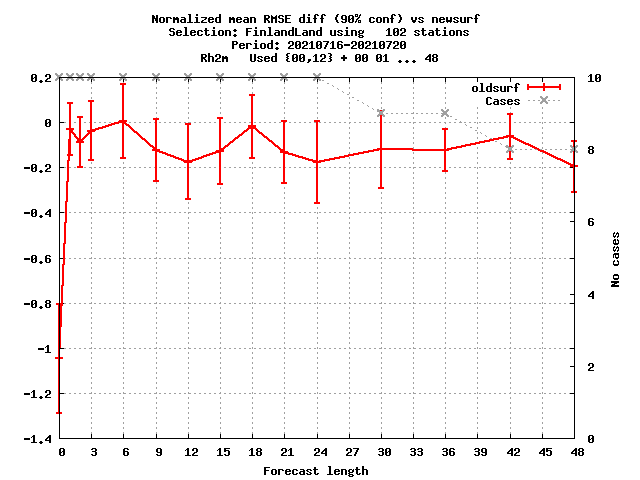 Normalized mean RMSE diff (90% conf) vs newsurf
Selection: FinlandLand using   102 stations
Period: 20210716-20210720
Rh2m   Used {00,12} + 00 01 ... 48
oldsurf
Cases
0.2
0
-0.2
-0.4
-0.6
-0.8
-1
-1.2
-1.4
10
8
6
4
2
0
No cases
0 3 6 9 12 15 18 21 24 27 30 33 36 39 42 45 48
Forecast length